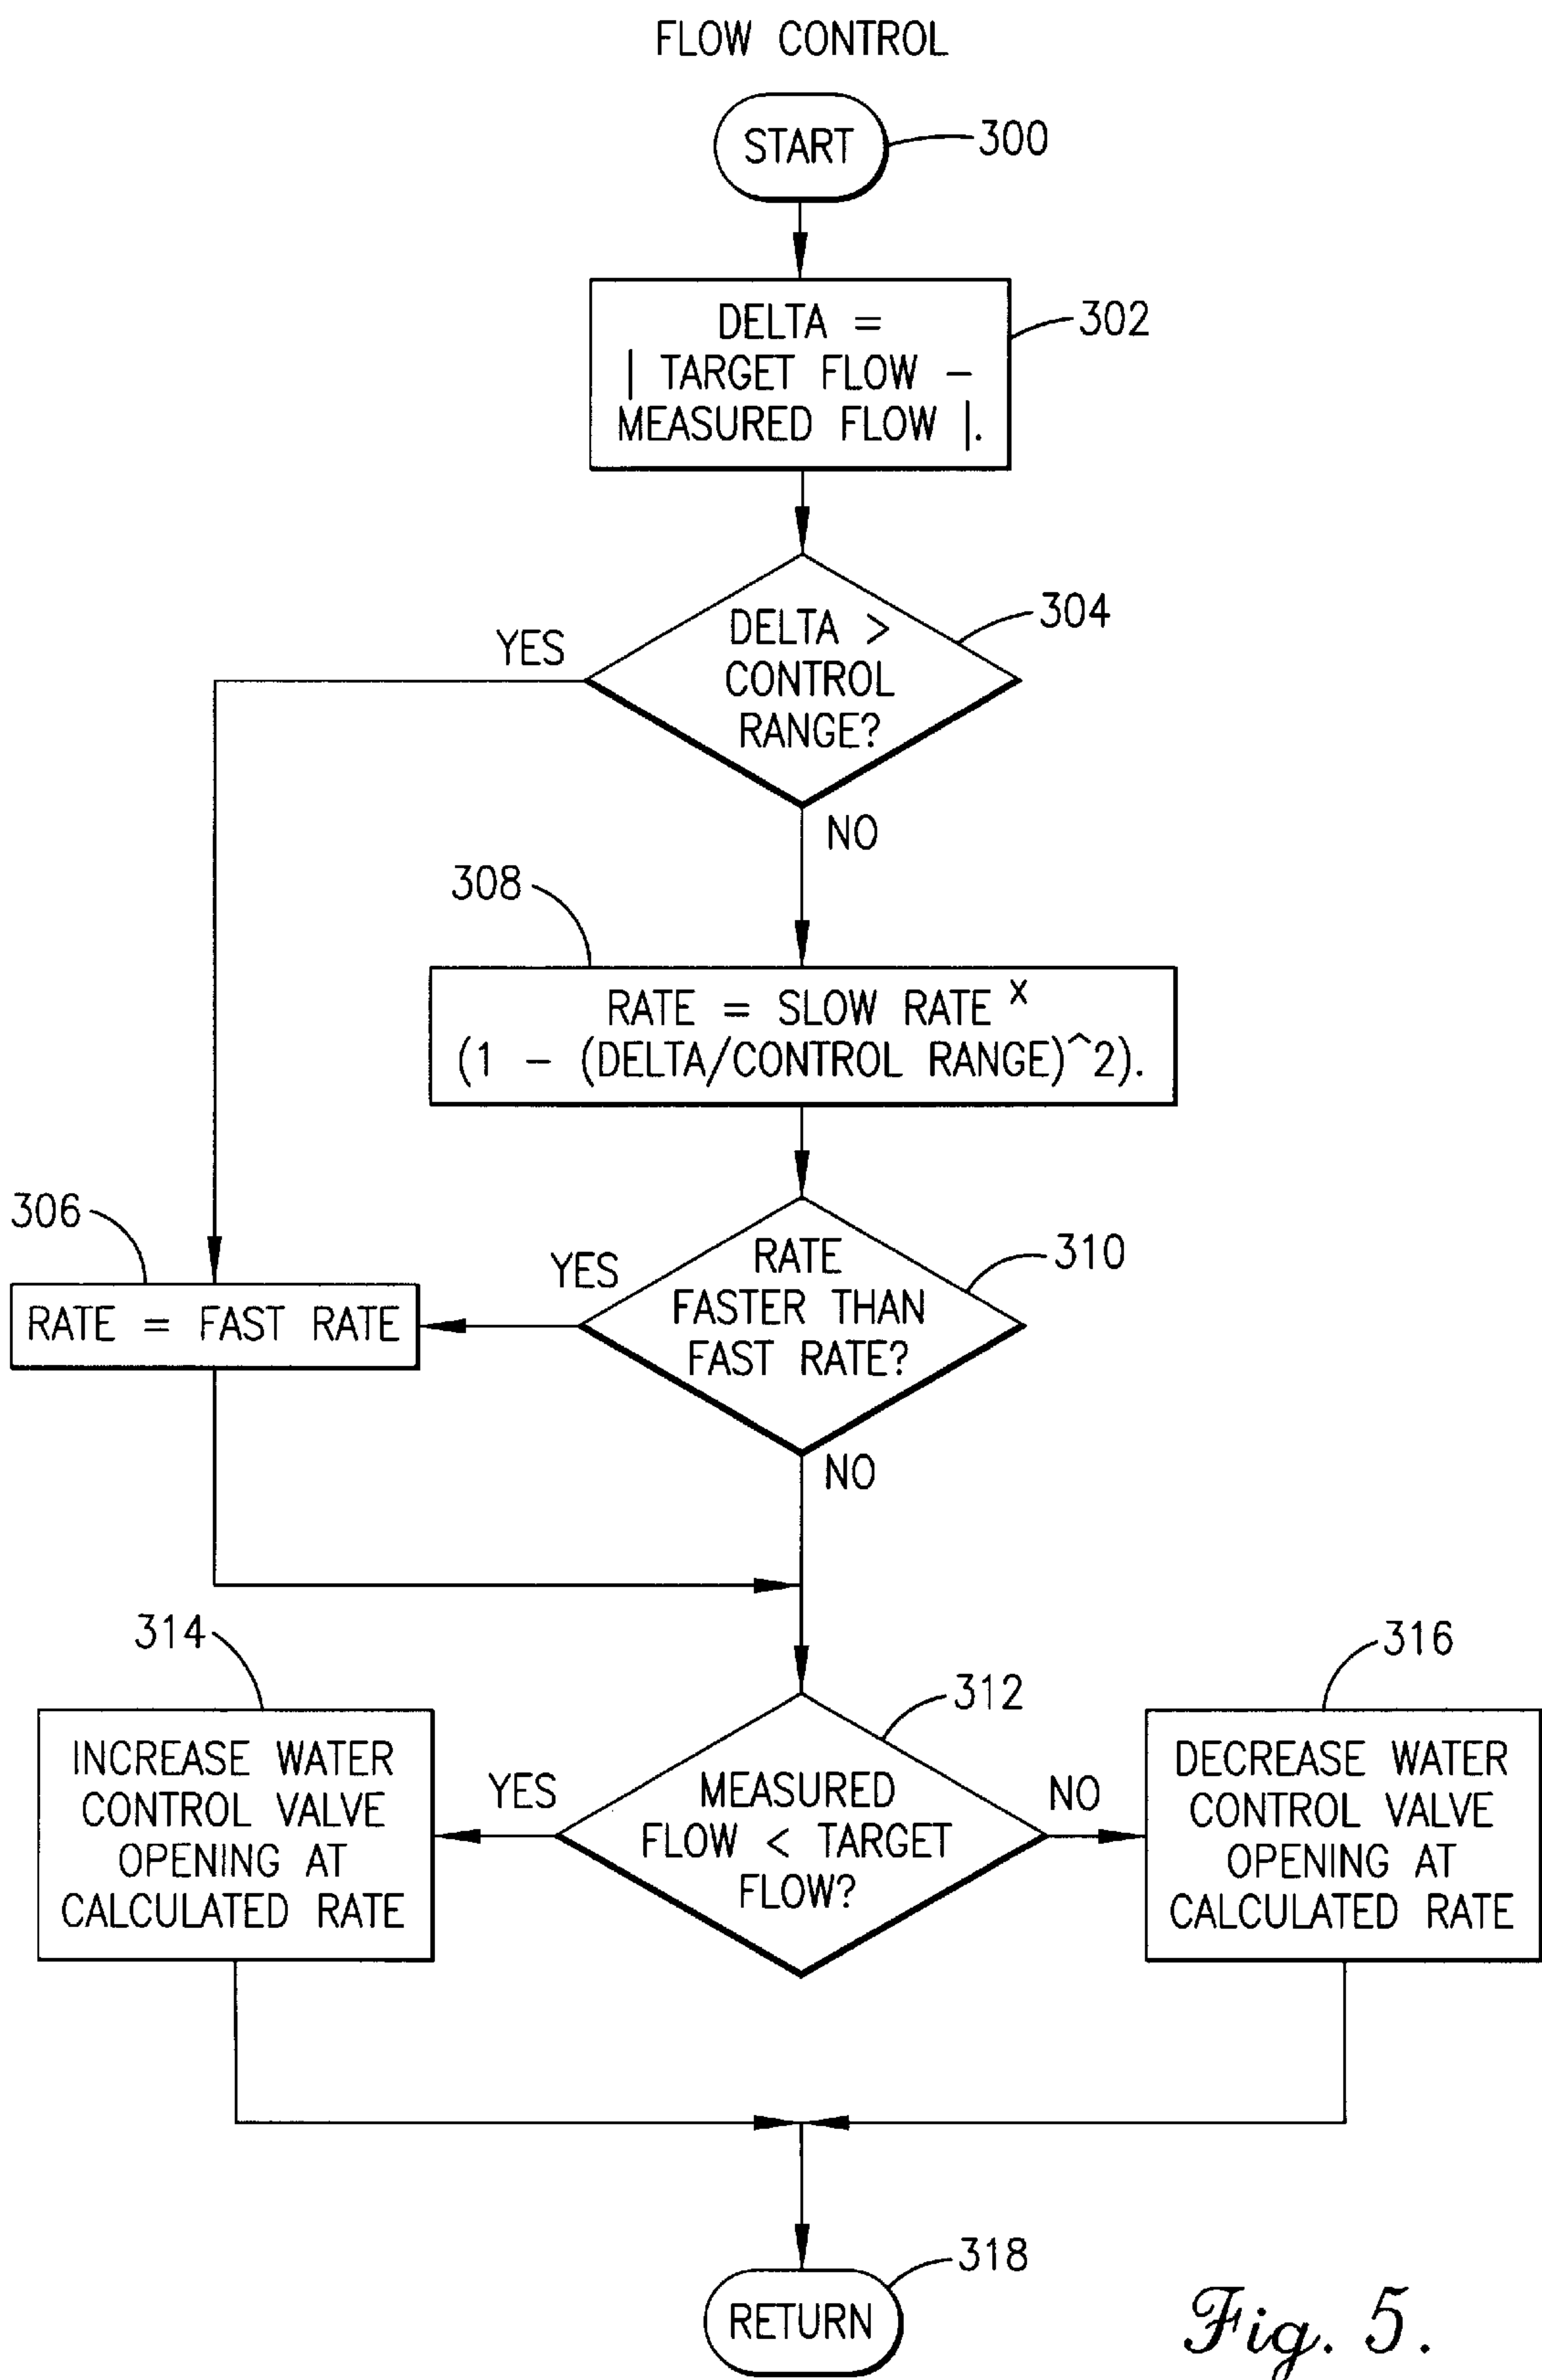 FLOW CONTROL
START
300
DELTA =
| TARGET FLOW –
MEASURED FLOW |.
302
DELTA >
CONTROL
RANGE?
304
YES
NO
308
RATE = SLOW RATE x
(1 – (DELTA/CONTROL RANGE)^2).
306
RATE = FAST RATE
YES
RATE
FASTER THAN
FAST RATE?
310
NO
314
INCREASE WATER
CONTROL VALVE
OPENING AT
CALCULATED RATE
YES
MEASURED
FLOW < TARGET
FLOW?
312
NO
316
DECREASE WATER
CONTROL VALVE
OPENING AT
CALCULATED RATE
318
RETURN
Fig. 5.